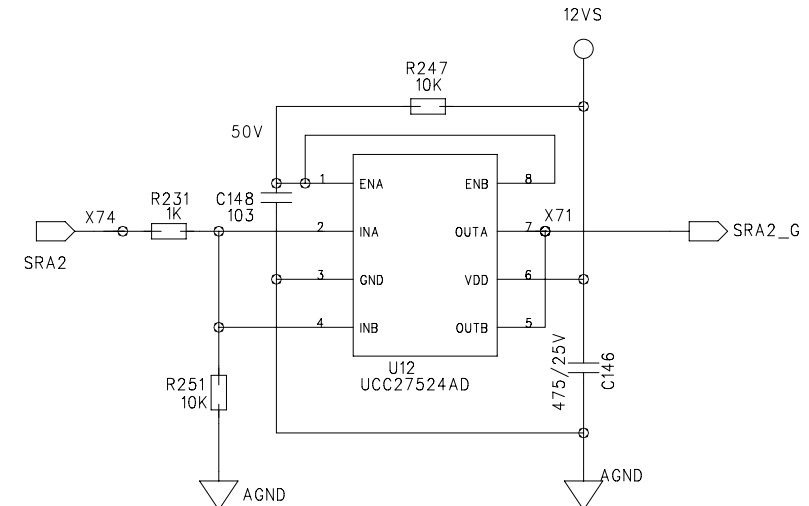 12VS
R247
10K
50V
1
ENA
ENB
8
R231
1K
C148
103
X74
2
INA
OUTA
7
X71
SRA2_G
SRA2
3
GND
VDD
6
4
INB
OUTB
5
U12
UCC27524AD
R251
10K
475/25V
C146
AGND
AGND